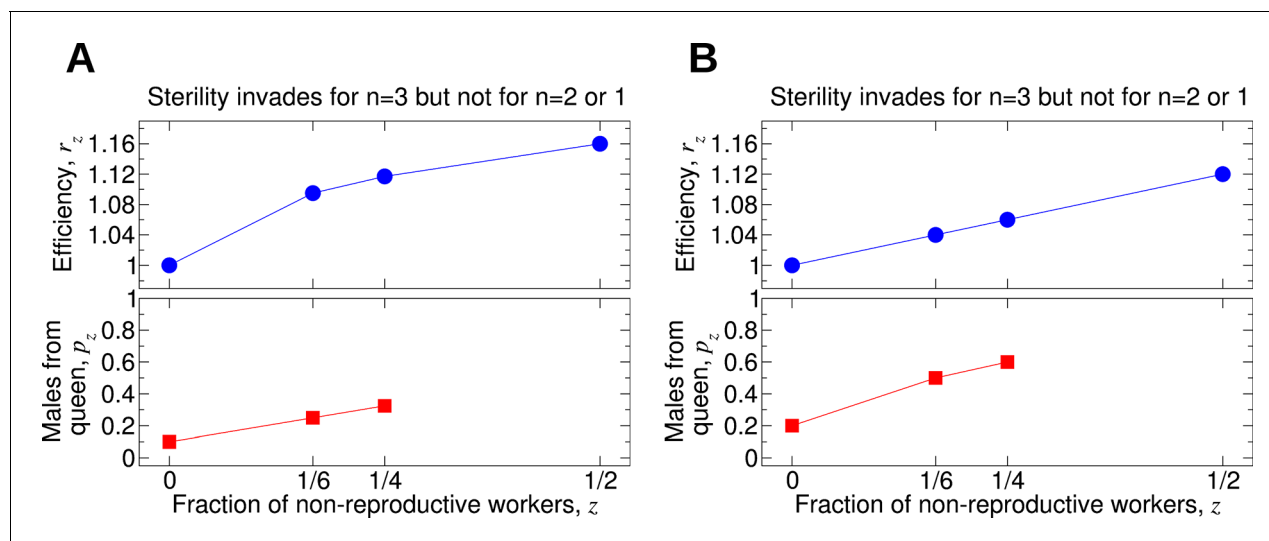 A
Sterility invades for n=3 but not for n=2 or 1
Efficiency, r_z
1.16
1.12
1.08
1.04
1
Males from
queen, p_z
1
0.8
0.6
0.4
0.2
0
0 1/6 1/4 1/2
Fraction of non-reproductive workers, z
B
Sterility invades for n=3 but not for n=2 or 1
Efficiency, r_z
1.16
1.12
1.08
1.04
1
Males from
queen, p_z
1
0.8
0.6
0.4
0.2
0
0 1/6 1/4 1/2
Fraction of non-reproductive workers, z